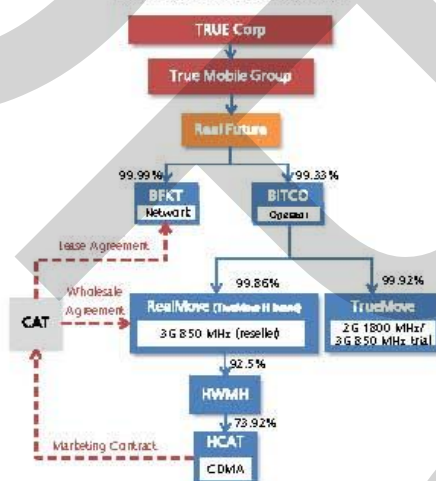 TRUE Corp
True Mobile Group
Real Future
99.99%
99.33%
BFKT
Network
BITCO
Operator
Lease Agreement
99.86%
99.92%
Wholesale
Agreement
CAT
RealMove (TrueMove H brand)
3G 850 MHz (reseller)
TrueMove
2G 1800 MHz/
3G 850 MHz trial
92.5%
HWMH
73.92%
Marketing Contract
HCAT
CDMA